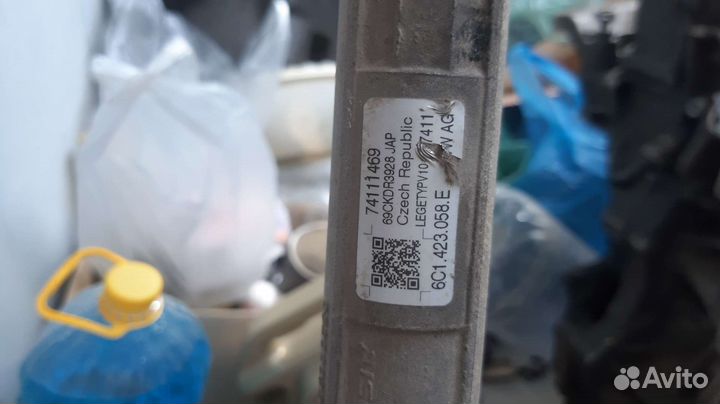 74111469
69CKDR3928 JAP
Czech Republic
LEGETYPV10 7411
W AG
6C1.423.058.E
Avito